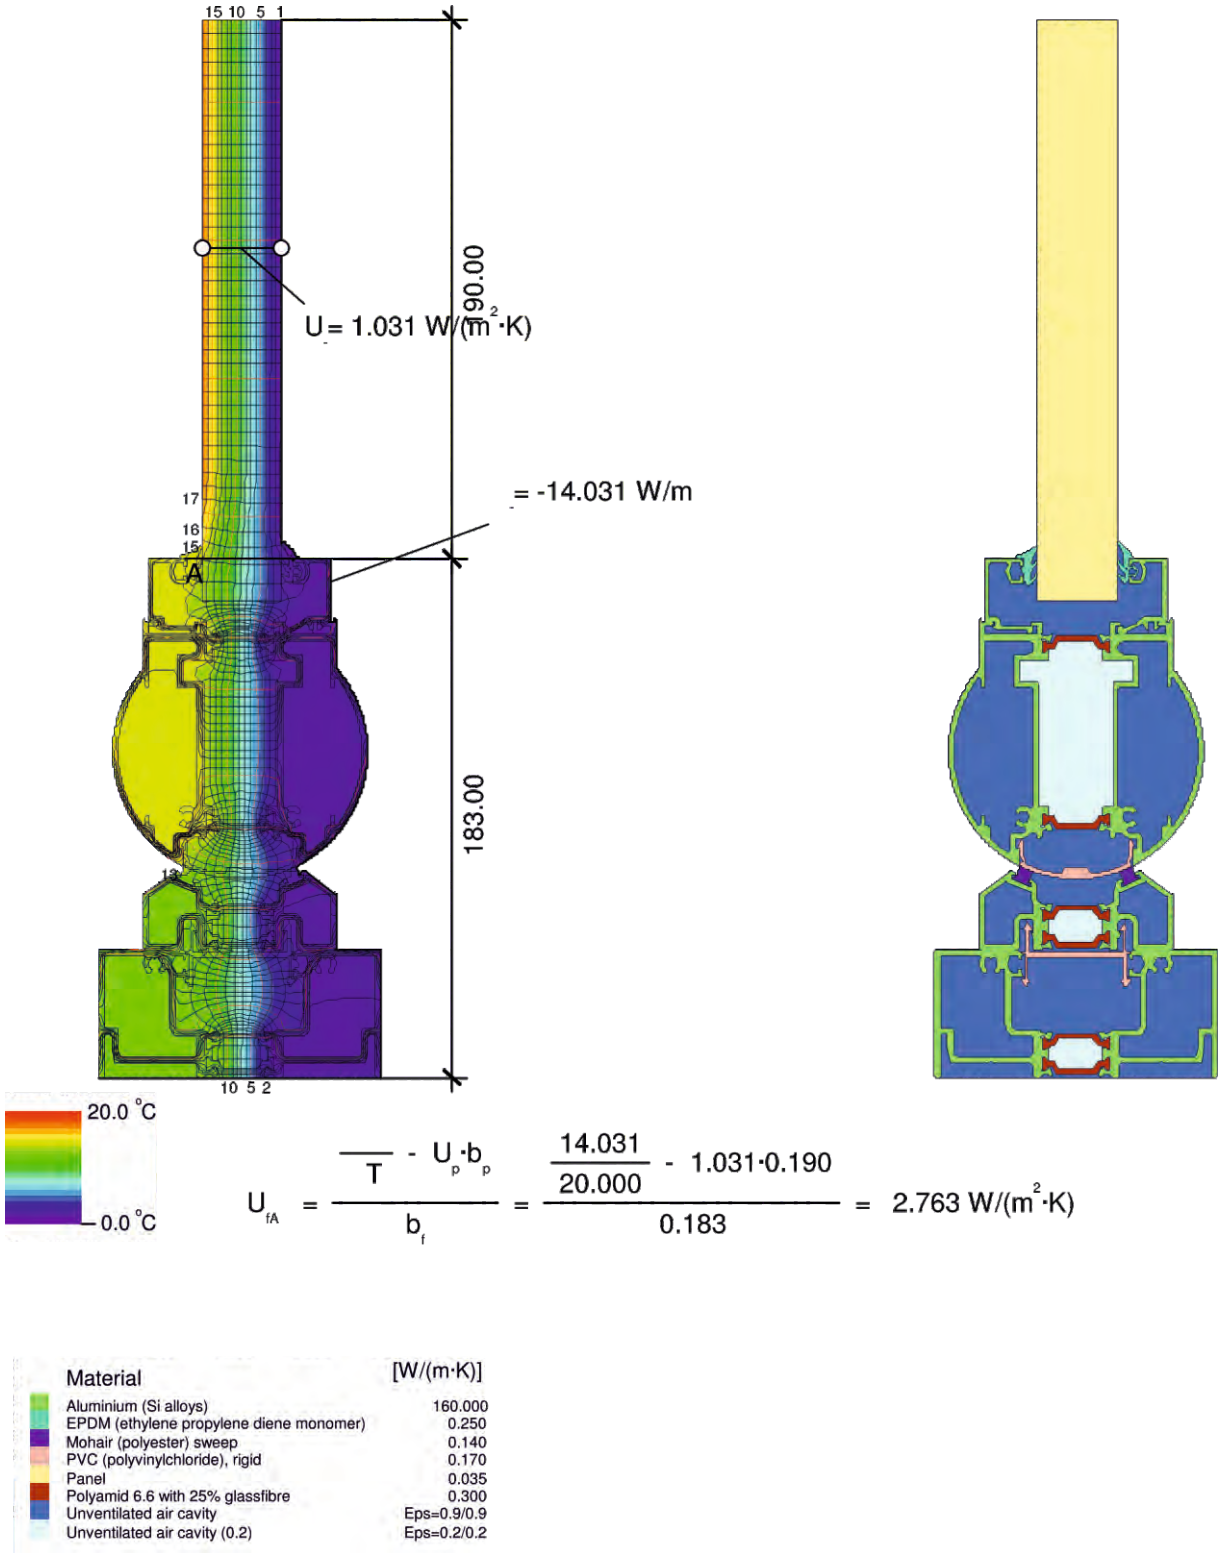 15 10 5 1
190.00
U = 1.031 W/(m²·K)
17
= -14.031 W/m
16
15
A
183.00
13
10 5 2
20.0 °C
0.0 °C
U_fA = (T - U_p·b_p) / b_f = (14.031 / 20.000 - 1.031·0.190) / 0.183 = 2.763 W/(m²·K)
Material [W/(m·K)]
Aluminium (Si alloys) 160.000
EPDM (ethylene propylene diene monomer) 0.250
Mohair (polyester) sweep 0.140
PVC (polyvinylchloride), rigid 0.170
Panel 0.035
Polyamid 6.6 with 25% glassfibre 0.300
Unventilated air cavity Eps=0.9/0.9
Unventilated air cavity (0.2) Eps=0.2/0.2